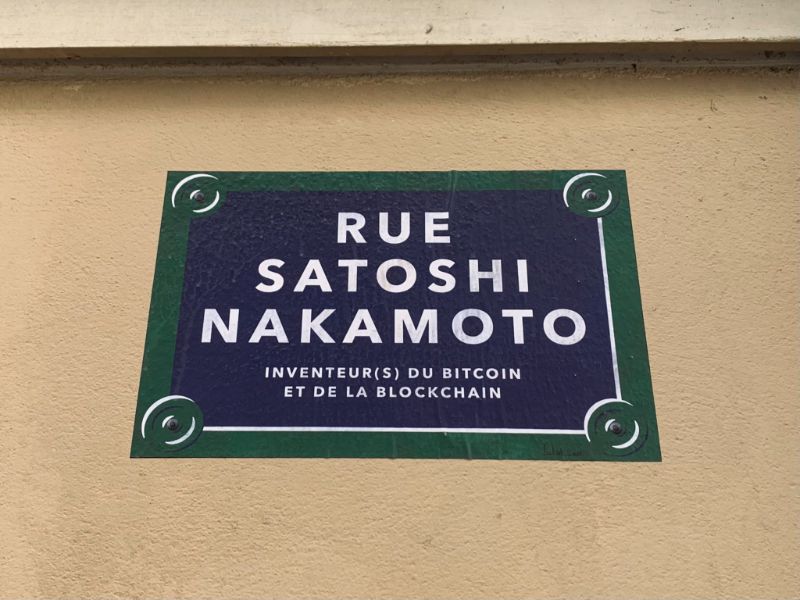 RUE
SATOSHI
NAKAMOTO
INVENTEUR(S) DU BITCOIN
ET DE LA BLOCKCHAIN